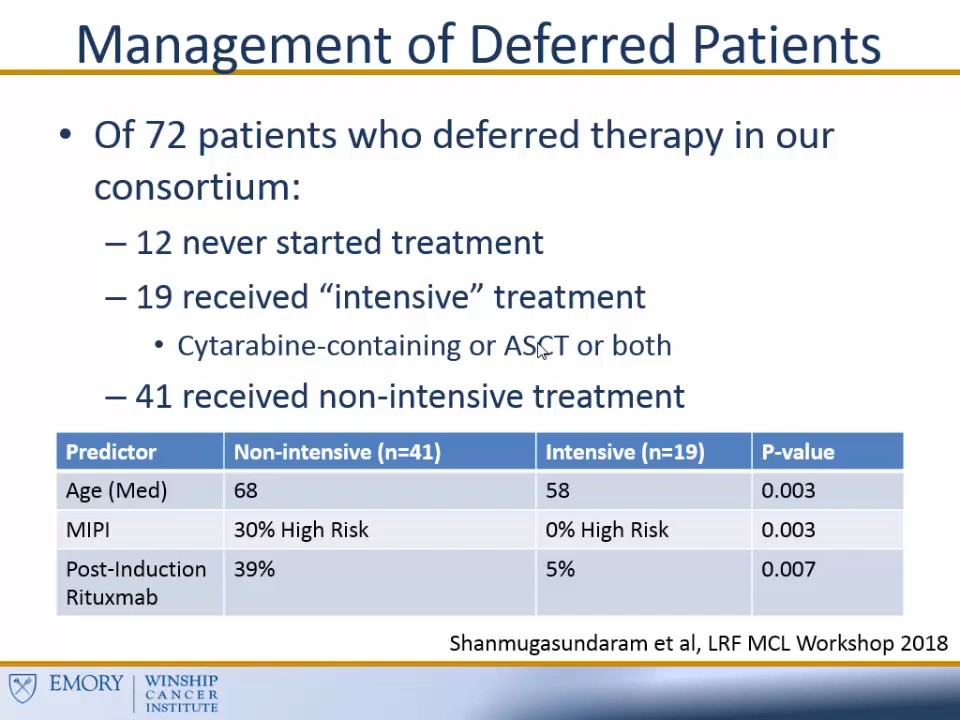 Management of Deferred Patients
• Of 72 patients who deferred therapy in our
consortium:
– 12 never started treatment
– 19 received “intensive” treatment
• Cytarabine-containing or ASCT or both
– 41 received non-intensive treatment
Predictor Non-intensive (n=41) Intensive (n=19) P-value
Age (Med) 68 58 0.003
MIPI 30% High Risk 0% High Risk 0.003
Post-Induction 39% 5% 0.007
Rituxmab
Shanmugasundaram et al, LRF MCL Workshop 2018
EMORY
WINSHIP
CANCER
INSTITUTE